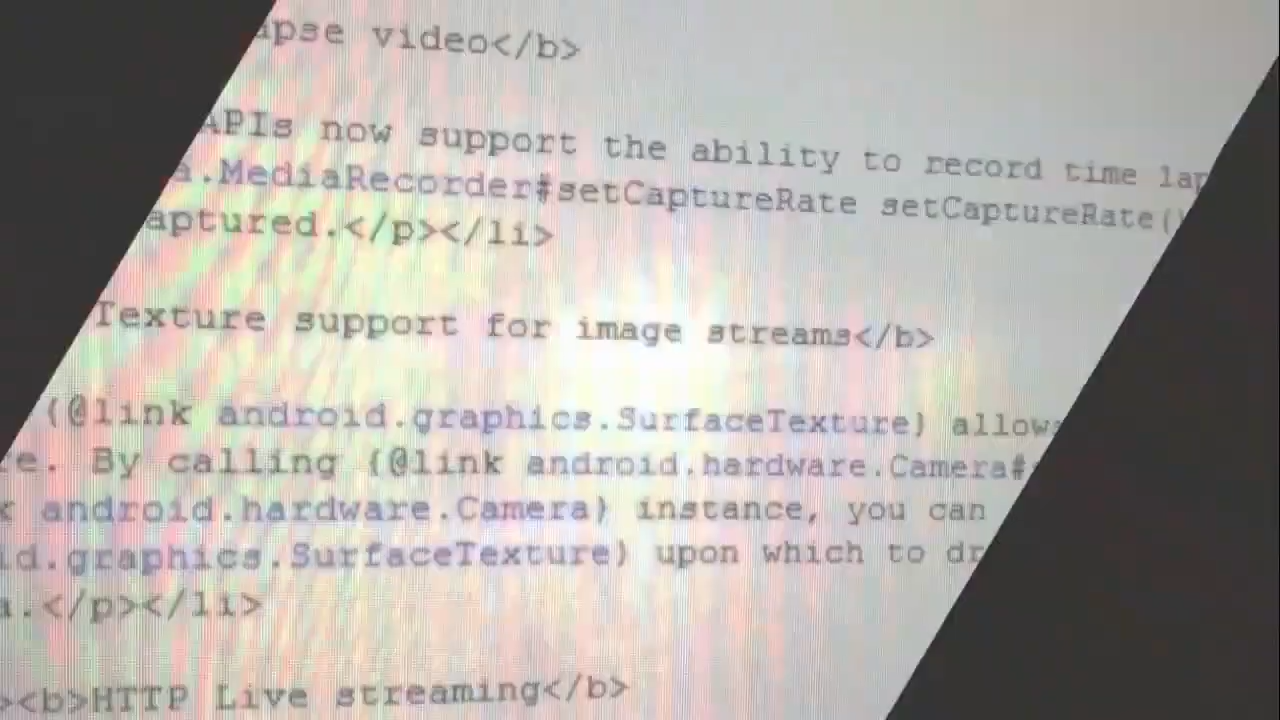 apse video</b>
APIs now support the ability to record time lap
a.MediaRecorder#setCaptureRate setCaptureRate()
aptured.</p></li>
Texture support for image streams</b>
{@link android.graphics.SurfaceTexture} allows
te. By calling {@link android.hardware.Camera#
k android.hardware.Camera} instance, you can
id.graphics.SurfaceTexture} upon which to dr
a.</p></li>
><b>HTTP Live streaming</b>